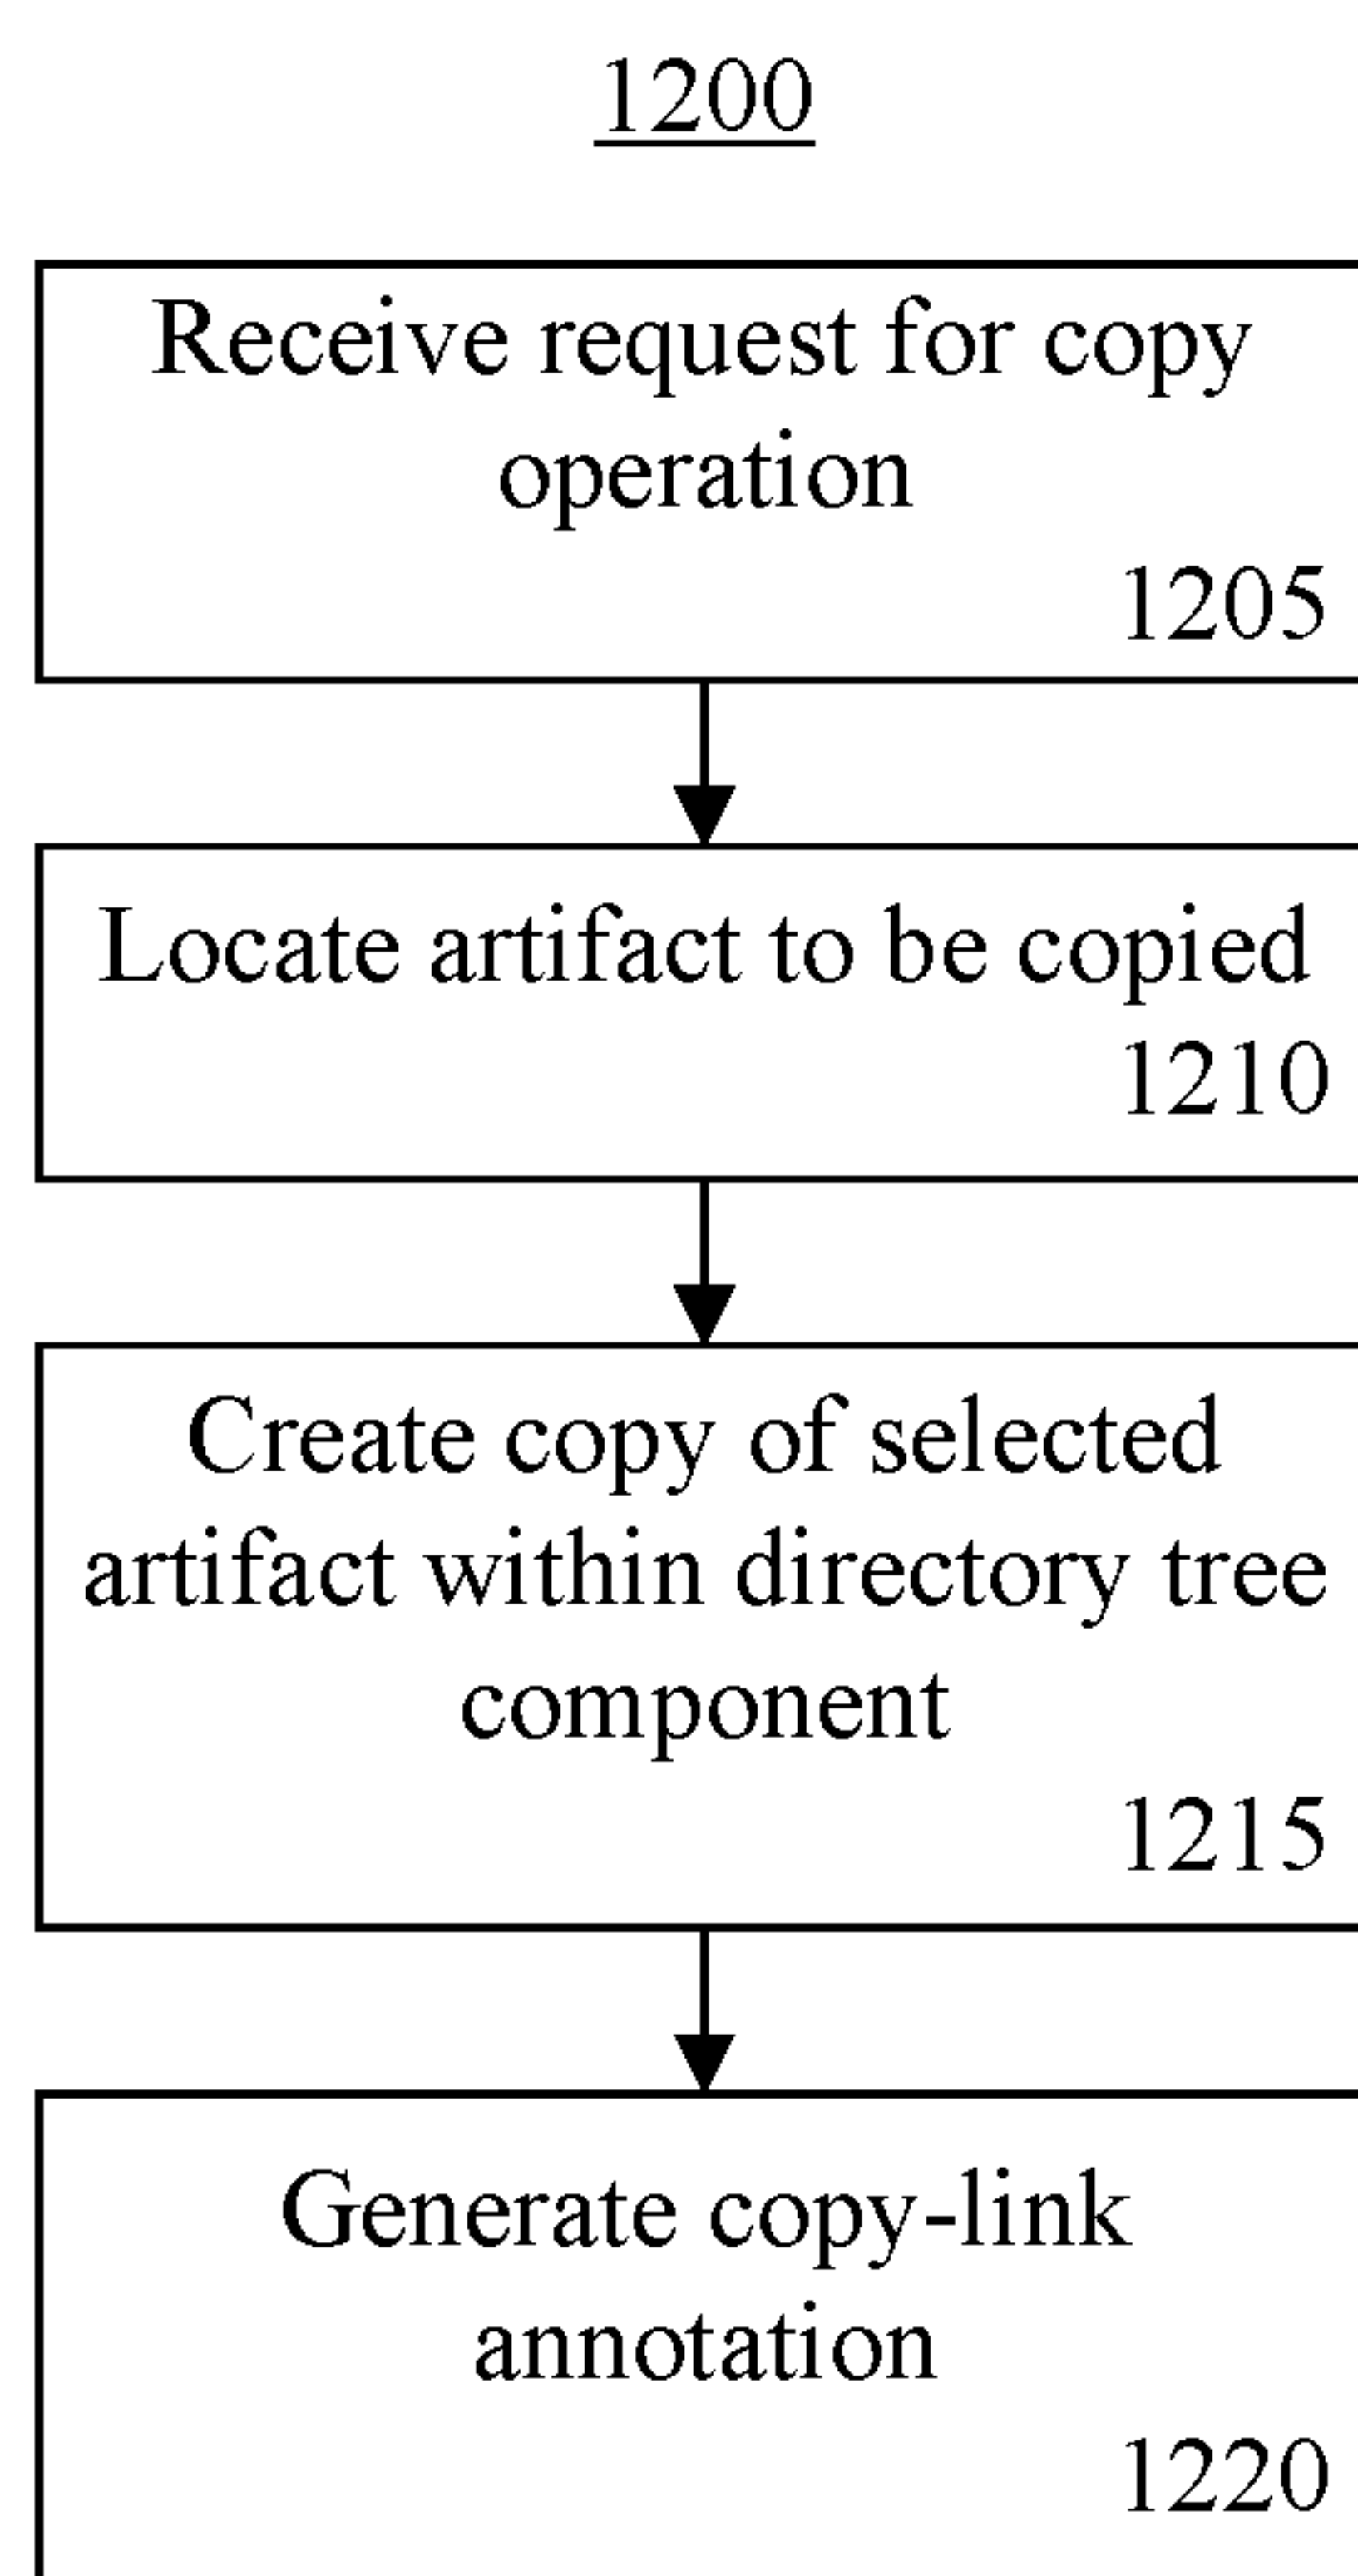 1200
Receive request for copy
operation
1205
Locate artifact to be copied
1210
Create copy of selected
artifact within directory tree
component
1215
Generate copy-link
annotation
1220